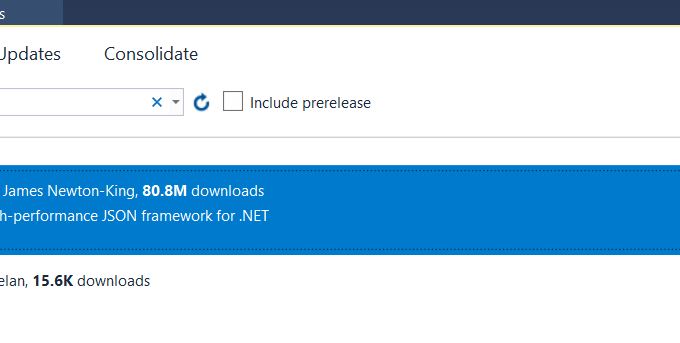 s
Updates Consolidate
Include prerelease
James Newton-King, 80.8M downloads
h-performance JSON framework for .NET
elan, 15.6K downloads